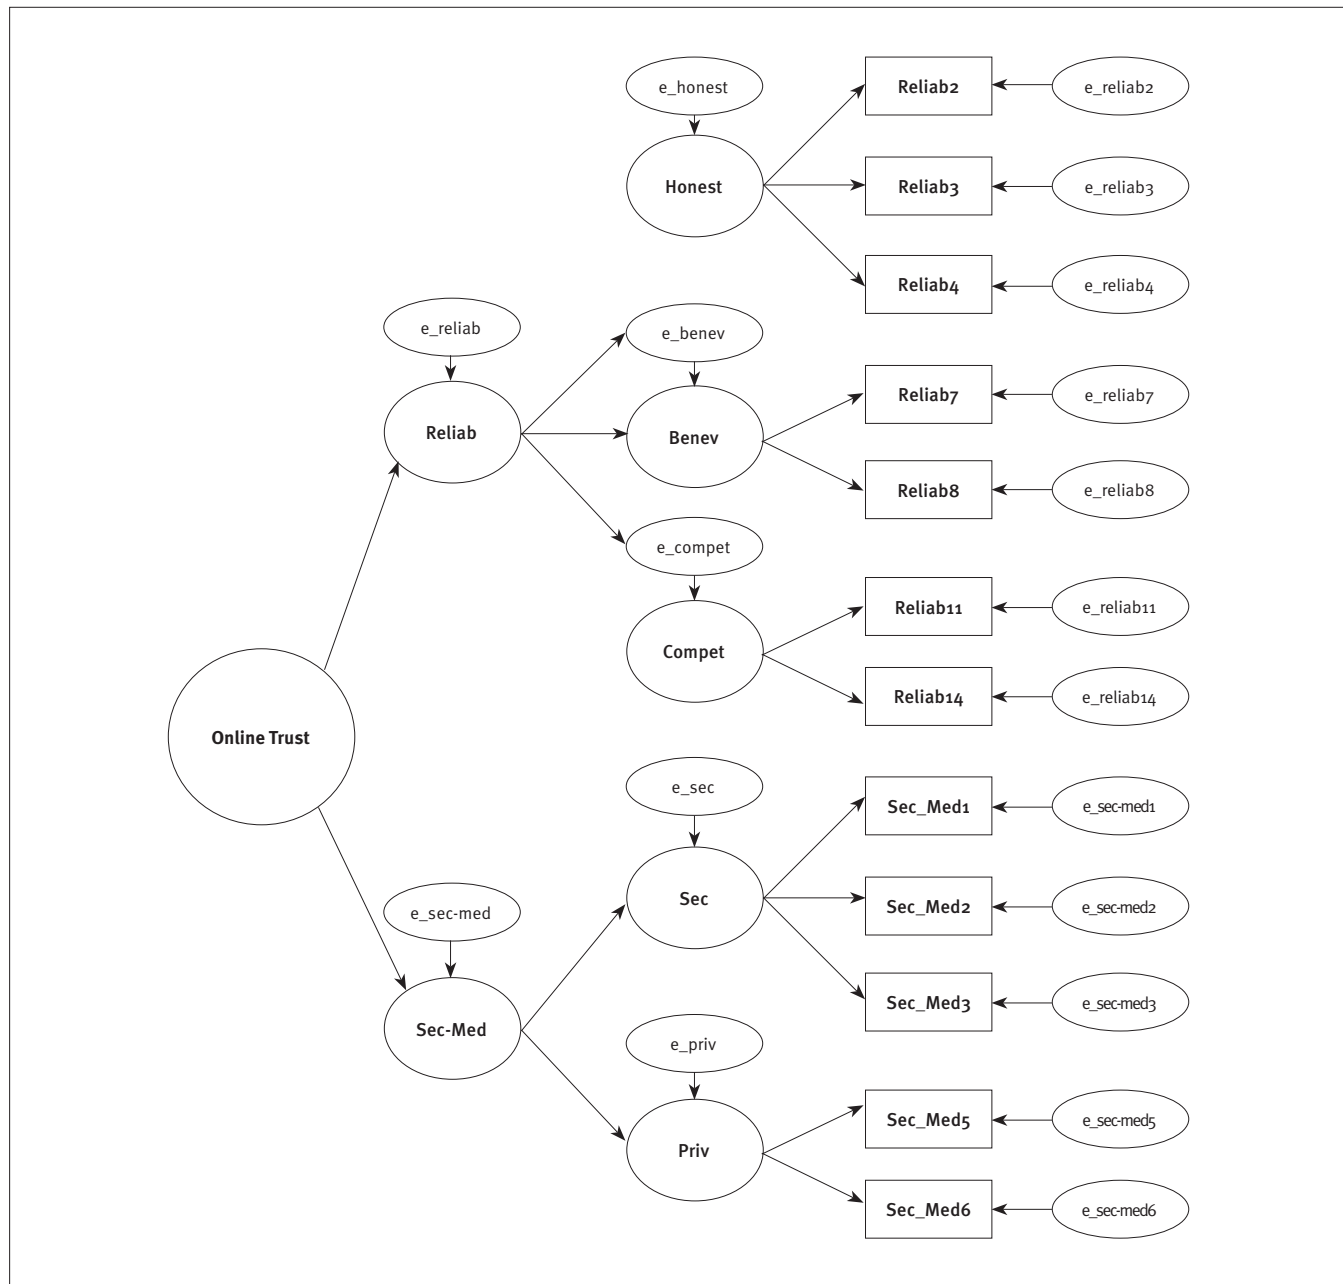 e_honest
Honest
Reliab2
e_reliab2
Reliab3
e_reliab3
Reliab4
e_reliab4
e_reliab
Reliab
e_benev
Benev
Reliab7
e_reliab7
Reliab8
e_reliab8
e_compet
Compet
Reliab11
e_reliab11
Reliab14
e_reliab14
Online Trust
e_sec
Sec
Sec_Med1
e_sec-med1
Sec_Med2
e_sec-med2
Sec_Med3
e_sec-med3
e_sec-med
Sec-Med
e_priv
Priv
Sec_Med5
e_sec-med5
Sec_Med6
e_sec-med6